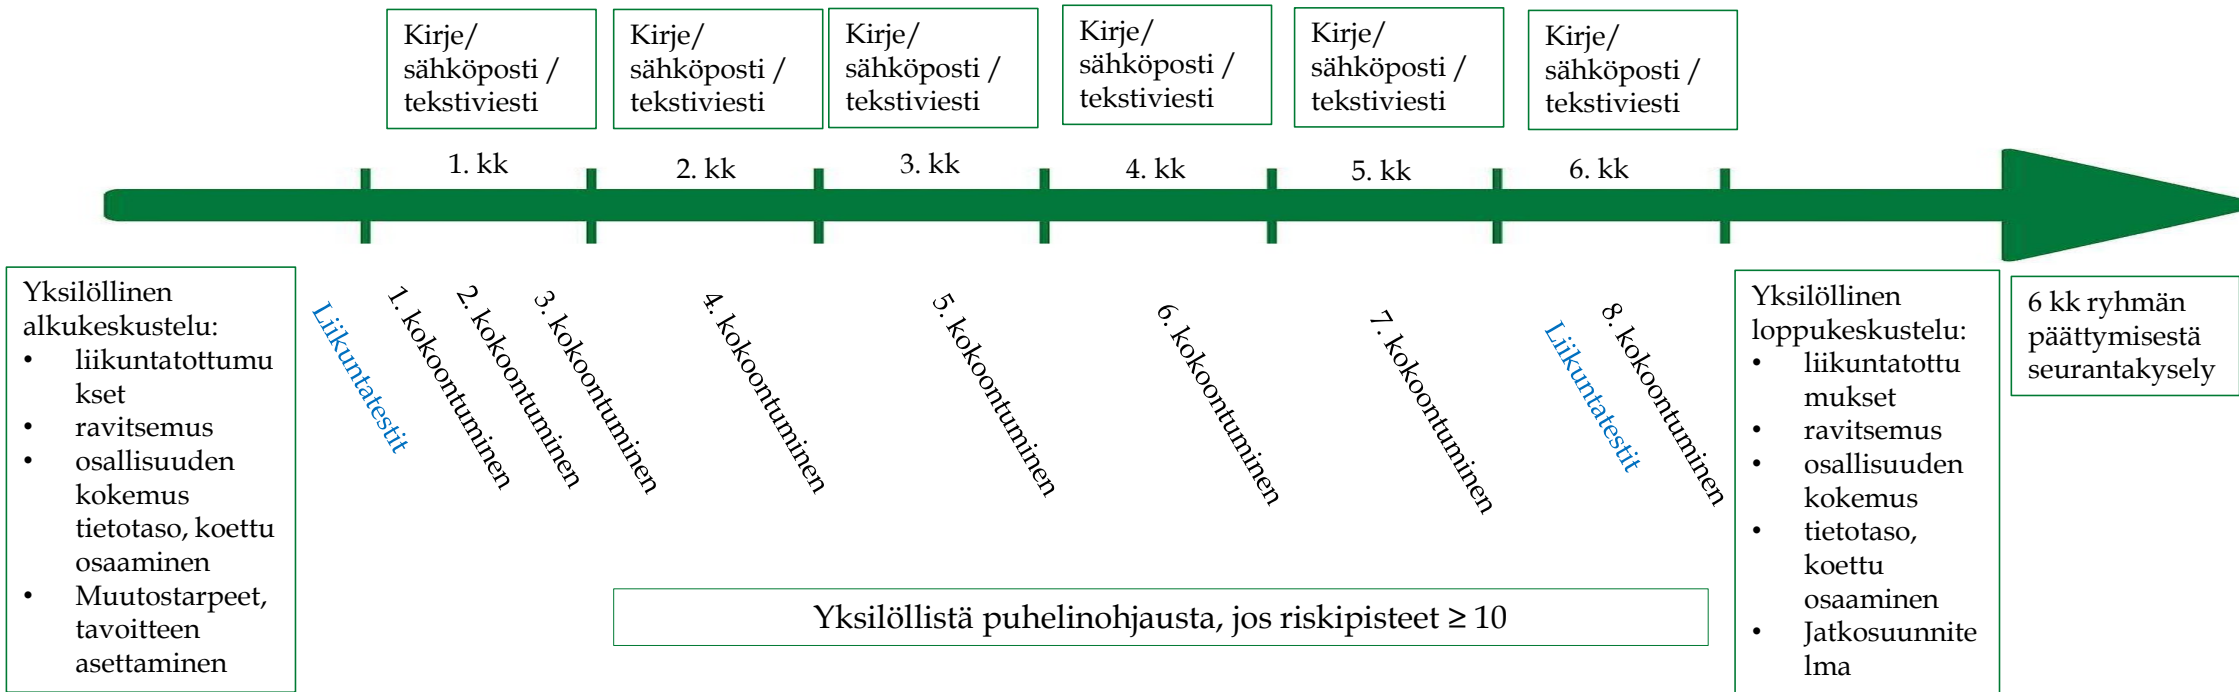 Kirje/
sähköposti /
tekstiviesti
Kirje/
sähköposti /
tekstiviesti
Kirje/
sähköposti /
tekstiviesti
Kirje/
sähköposti /
tekstiviesti
Kirje/
sähköposti /
tekstiviesti
Kirje/
sähköposti /
tekstiviesti
1. kk
2. kk
3. kk
4. kk
5. kk
6. kk
Yksilöllinen
alkukeskustelu:
• liikuntatottumu
kset
• ravitsemus
• osallisuuden
kokemus
tietotaso, koettu
osaaminen
• Muutostarpeet,
tavoitteen
asettaminen
Liikuntatestit
1. kokoontuminen
2. kokoontuminen
3. kokoontuminen
4. kokoontuminen
5. kokoontuminen
6. kokoontuminen
7. kokoontuminen
Liikuntatestit
8. kokoontuminen
Yksilöllinen
loppukeskustelu:
• liikuntatottu
mukset
• ravitsemus
• osallisuuden
kokemus
• tietotaso,
koettu
osaaminen
• Jatkosuunnite
lma
6 kk ryhmän
päättymisestä
seurantakysely
Yksilöllistä puhelinohjausta, jos riskipisteet ≥ 10